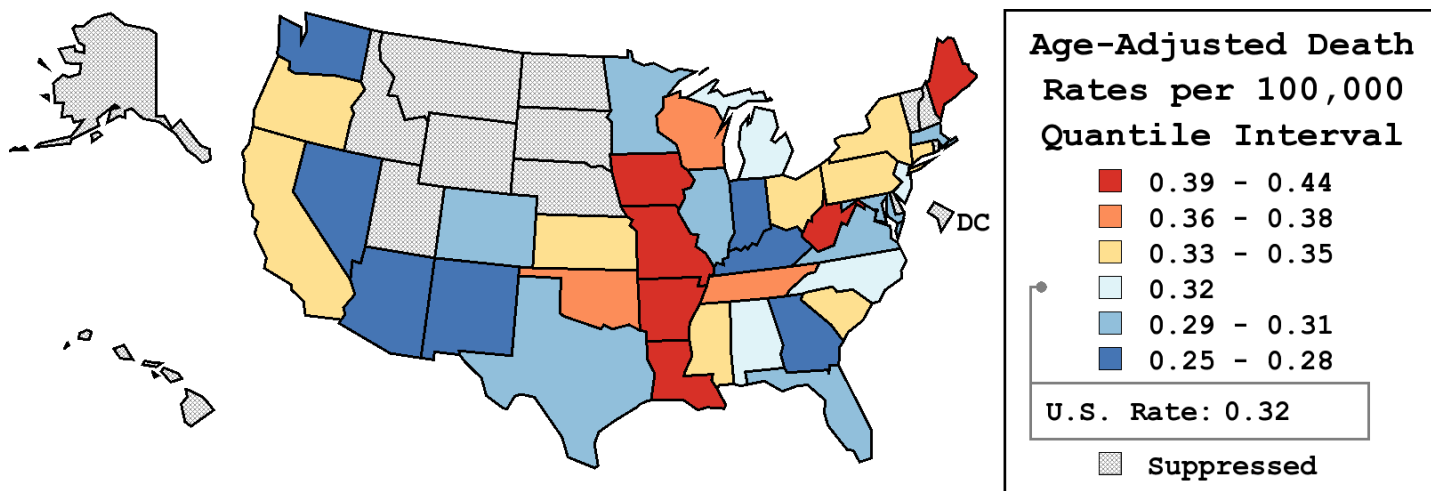 Age-Adjusted Death
Rates per 100,000
Quantile Interval
0.39 - 0.44
0.36 - 0.38
0.33 - 0.35
0.32
0.29 - 0.31
0.25 - 0.28
U.S. Rate: 0.32
Suppressed
DC